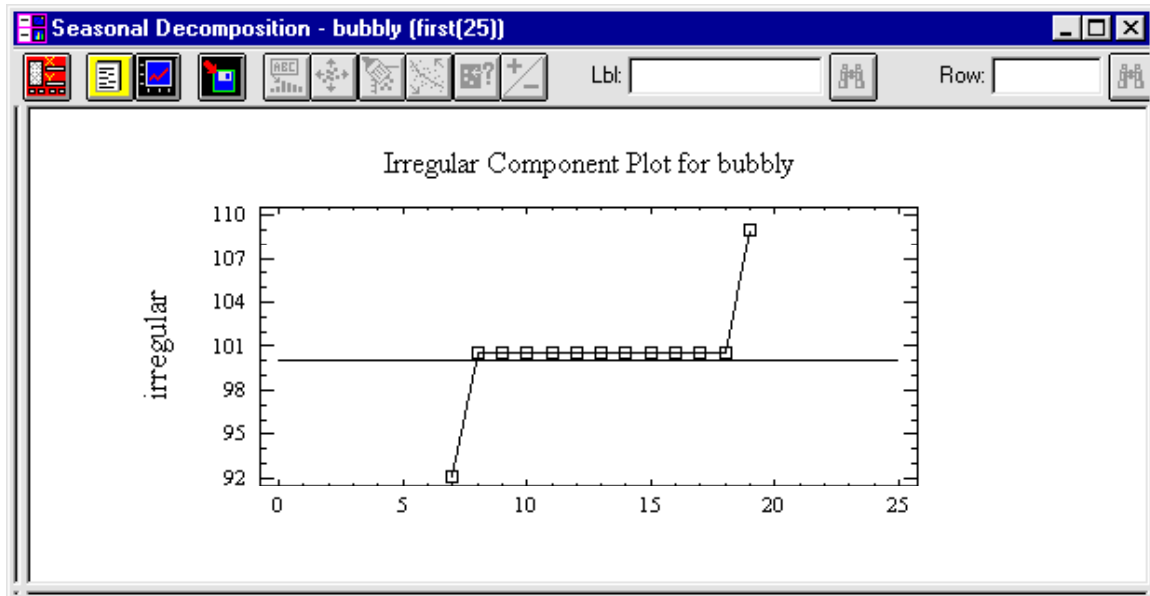 Seasonal Decomposition - bubbly (first(25))
ABC
Lbl:
Row:
Irregular Component Plot for bubbly
irregular
110
107
104
101
98
95
92
0 5 10 15 20 25